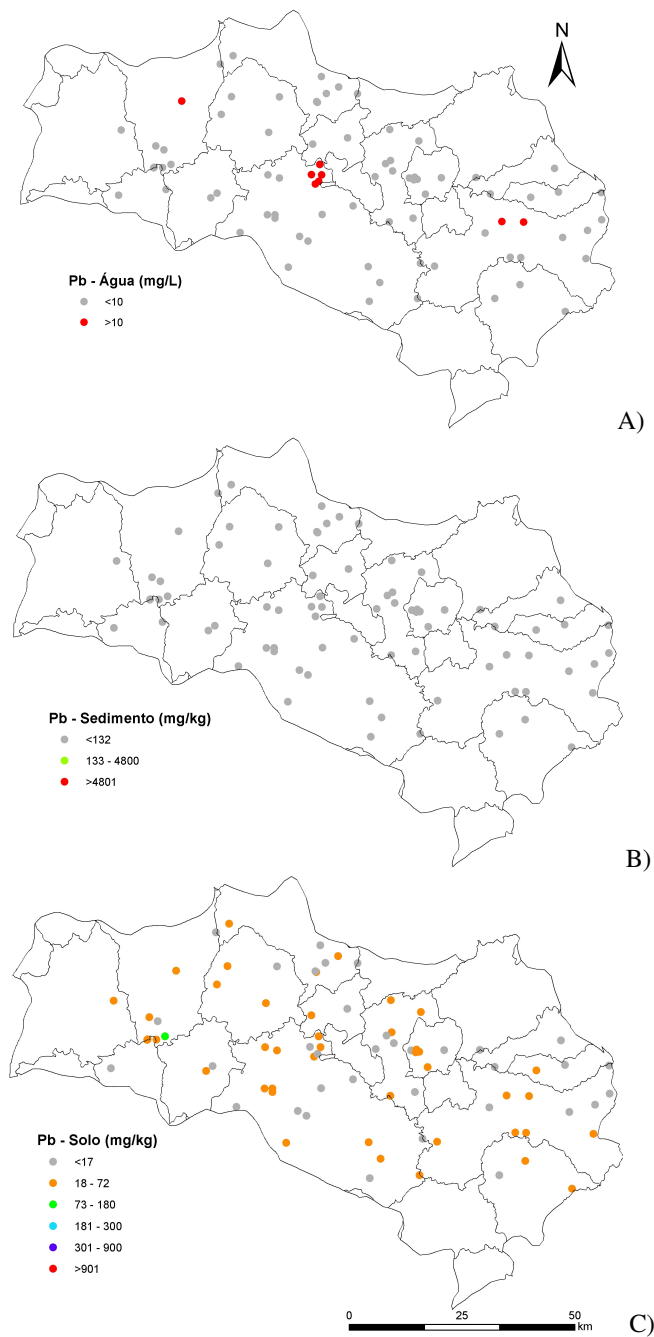 N
Pb - Água (mg/L)
<10
>10
A)
Pb - Sedimento (mg/kg)
<132
133 - 4800
>4801
B)
Pb - Solo (mg/kg)
<17
18 - 72
73 - 180
181 - 300
301 - 900
>901
0 25 50
km
C)